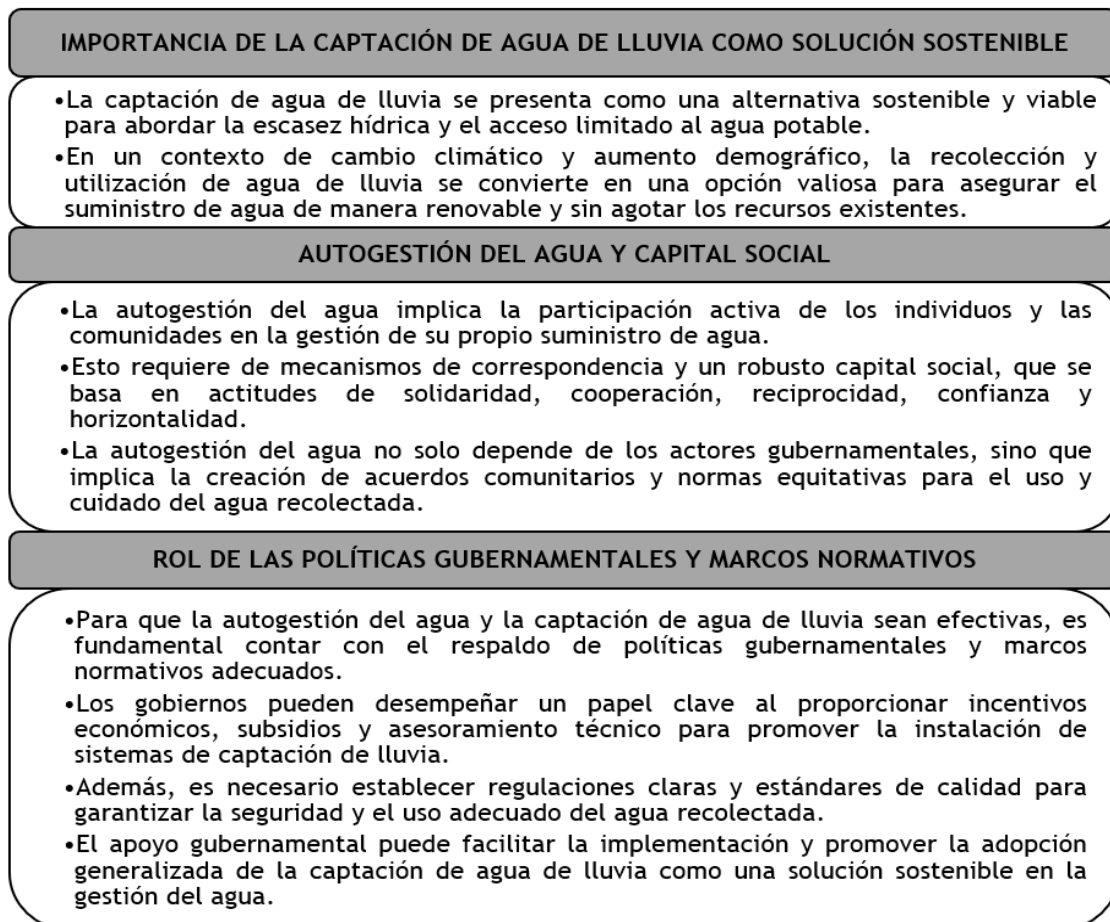 IMPORTANCIA DE LA CAPTACIÓN DE AGUA DE LLUVIA COMO SOLUCIÓN SOSTENIBLE
•La captación de agua de lluvia se presenta como una alternativa sostenible y viable
para abordar la escasez hídrica y el acceso limitado al agua potable.
•En un contexto de cambio climático y aumento demográfico, la recolección y
utilización de agua de lluvia se convierte en una opción valiosa para asegurar el
suministro de agua de manera renovable y sin agotar los recursos existentes.
AUTOGESTIÓN DEL AGUA Y CAPITAL SOCIAL
•La autogestión del agua implica la participación activa de los individuos y las
comunidades en la gestión de su propio suministro de agua.
•Esto requiere de mecanismos de correspondencia y un robusto capital social, que se
basa en actitudes de solidaridad, cooperación, reciprocidad, confianza y
horizontalidad.
•La autogestión del agua no solo depende de los actores gubernamentales, sino que
implica la creación de acuerdos comunitarios y normas equitativas para el uso y
cuidado del agua recolectada.
ROL DE LAS POLÍTICAS GUBERNAMENTALES Y MARCOS NORMATIVOS
•Para que la autogestión del agua y la captación de agua de lluvia sean efectivas, es
fundamental contar con el respaldo de políticas gubernamentales y marcos
normativos adecuados.
•Los gobiernos pueden desempeñar un papel clave al proporcionar incentivos
económicos, subsidios y asesoramiento técnico para promover la instalación de
sistemas de captación de lluvia.
•Además, es necesario establecer regulaciones claras y estándares de calidad para
garantizar la seguridad y el uso adecuado del agua recolectada.
•El apoyo gubernamental puede facilitar la implementación y promover la adopción
generalizada de la captación de agua de lluvia como una solución sostenible en la
gestión del agua.